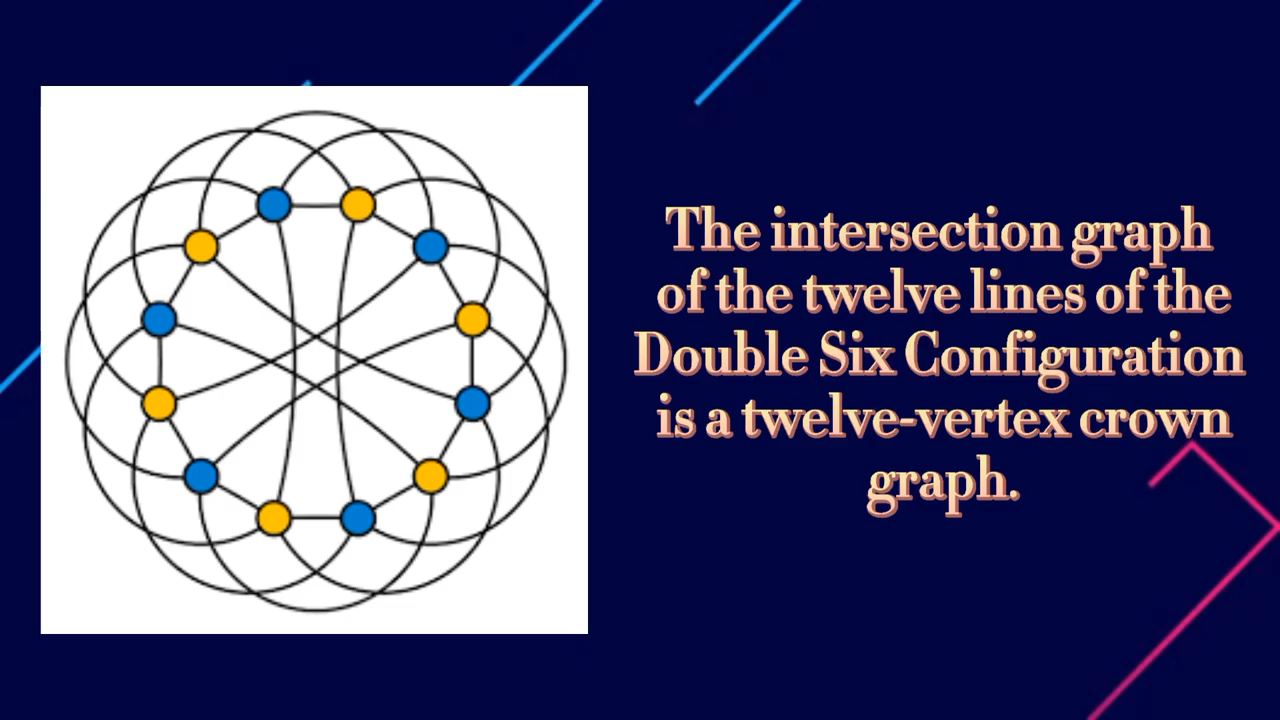 The intersection graph
of the twelve lines of the
Double Six Configuration
is a twelve-vertex crown
graph.